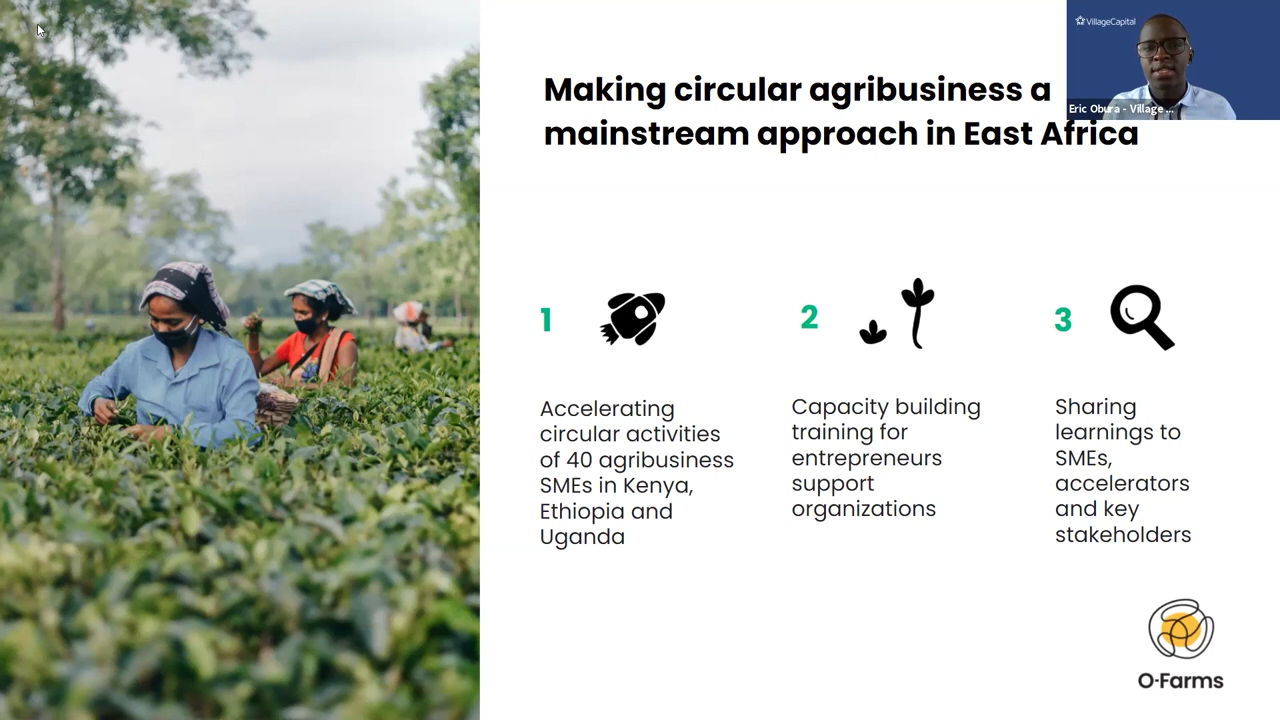 VillageCapital
Eric Obura - Village ...
Making circular agribusiness a
mainstream approach in East Africa
1
Accelerating
circular activities
of 40 agribusiness
SMEs in Kenya,
Ethiopia and
Uganda
2
Capacity building
training for
entrepreneurs
support
organizations
3
Sharing
learnings to
SMEs,
accelerators
and key
stakeholders
O·Farms